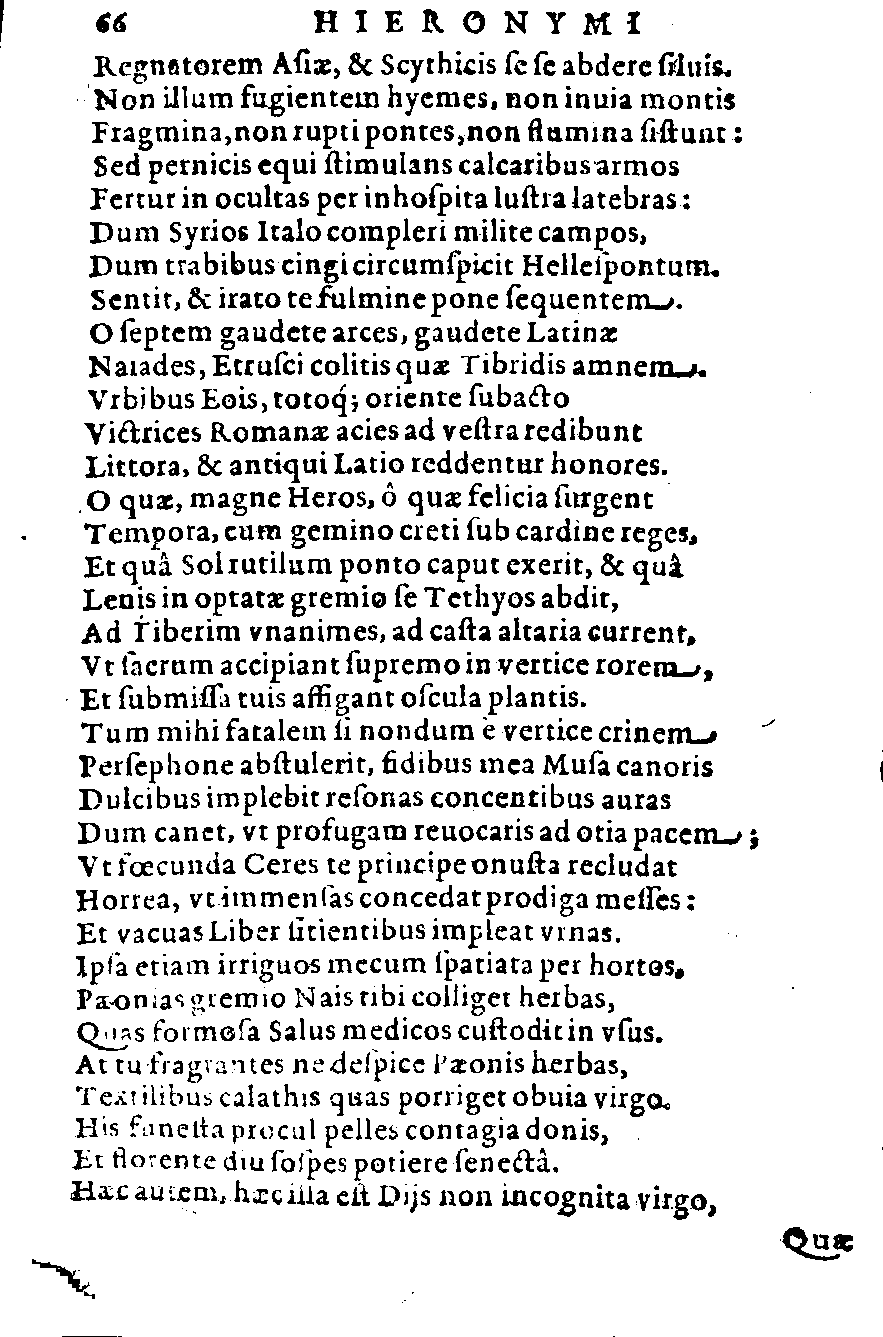 66 HIERONYMI
Regnatorem Aſiæ, & Scythicis ſe ſe abdere ſiluis.
Non illum fugientem hyemes, non inuia montis
Fragmina, non rupti pontes, non flumina ſiſtunt:
Sed pernicis equi ſtimulans calcaribus armos
Fertur in ocultas per inhoſpita luſtra latebras:
Dum Syrios Italo compleri milite campos,
Dum trabibus cingi circumſpicit Helleſpontum.
Sentit, & irato te fulmine pone ſequentem.
O ſeptem gaudete arces, gaudete Latinæ
Naiades, Etruſci colitis quæ Tibridis amnem.
Vrbibus Eois, totoq́; oriente ſubacto
Victrices Romanæ acies ad veſtra redibunt
Littora, & antiqui Latio reddentur honores.
O quæ, magne Heros, ô quæ felicia ſurgent
Tempora, cum gemino creti ſub cardine reges,
Et quâ Sol rutilum ponto caput exerit, & quâ
Lenis in optatæ gremio ſe Tethyos abdit,
Ad Tiberim vnanimes, ad caſta altaria current,
Vt ſacrum accipiant ſupremo in vertice rorem,
Et ſubmiſſa tuis affigant oſcula plantis.
Tum mihi fatalem ſi nondum è vertice crinem
Perſephone abſtulerit, fidibus mea Muſa canoris
Dulcibus implebit reſonas concentibus auras
Dum canet, vt profugam reuocaris ad otia pacem;
Vt fœcunda Ceres te principe onuſta recludat
Horrea, vt immenſas concedat prodiga meſſes:
Et vacuas Liber ſitientibus impleat vrnas.
Ipſa etiam irriguos mecum ſpatiata per hortos,
Pæonias gremio Nais tibi colliget herbas,
Quas formoſa Salus medicos cuſtodit in vſus.
At tu fragrantes ne deſpice Pæonis herbas,
Textilibus calathis quas porriget obuia virgo.
His funeſta procul pelles contagia donis,
Et florente diu ſoſpes potiere ſenectâ.
Hæc autem, hæc illa eſt Dijs non incognita virgo,
Quæ